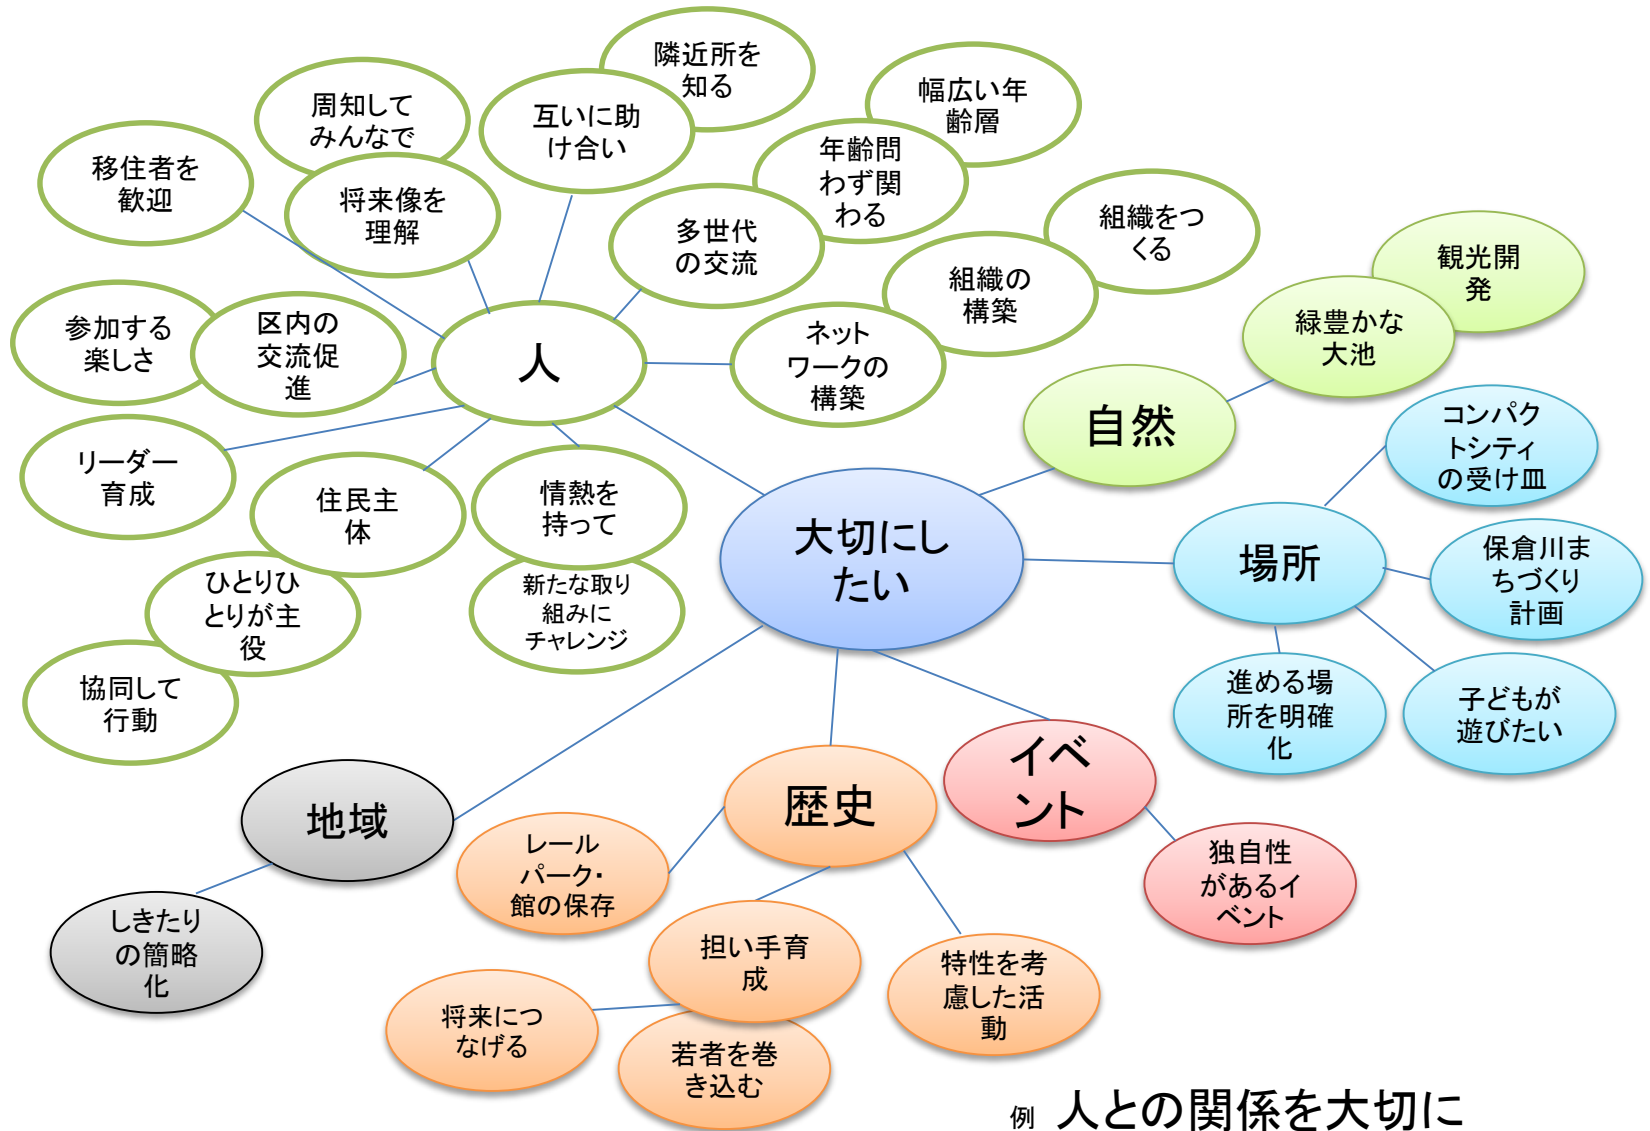 隣近所を
知る
幅広い年
齢層
周知して
みんなで
互いに助
け合い
年齢問
わず関
わる
移住者を
歓迎
将来像を
理解
多世代
の交流
組織をつ
くる
組織の
構築
観光開
発
緑豊かな
大池
参加する
楽しさ
区内の
交流促
進
人
ネット
ワークの
構築
自然
コンパク
トシティ
の受け皿
リーダー
育成
住民主
体
情熱を
持って
大切にし
たい
場所
保倉川ま
ちづくり
計画
ひとりひ
とりが主
役
新たな取り
組みに
チャレンジ
協同して
行動
進める場
所を明確
化
子どもが
遊びたい
地域
歴史
イベ
ント
レール
パーク・
館の保存
独自性
があるイ
ベント
しきたり
の簡略
化
担い手育
成
特性を考
慮した活
動
将来につ
なげる
若者を巻
き込む
例 人との関係を大切に